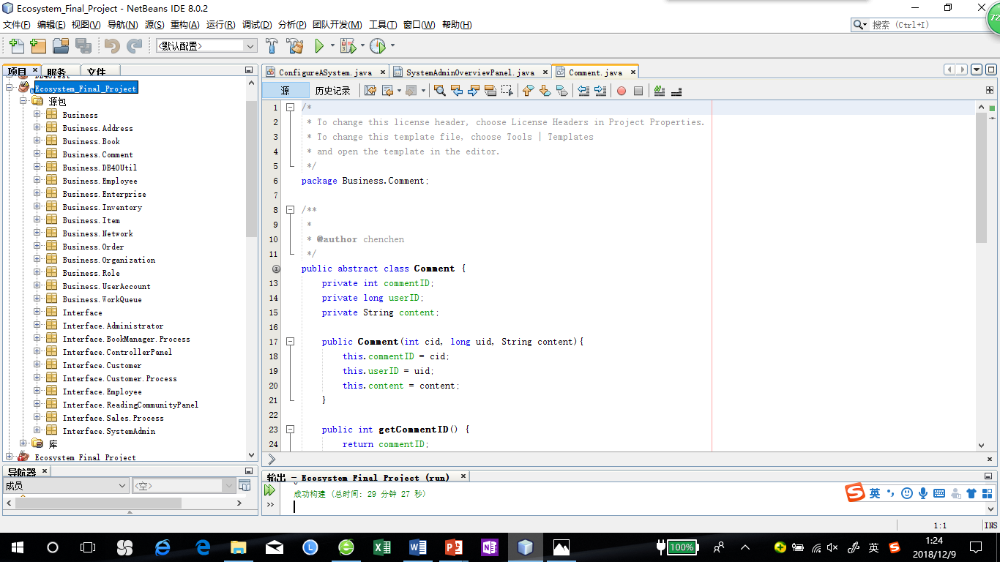 Ecosystem_Final_Project - NetBeans IDE 8.0.2
72
文件(F) 编辑(E) 视图(V) 导航(N) 源(S) 重构(A) 运行(R) 调试(D) 分析(P) 团队开发(M) 工具(T) 窗口(W) 帮助(H)
搜索 (Ctrl+I)
<默认配置>
项目 × 服务 文件
Ecosystem_Final_Project
源包
Business
Business.Address
Business.Book
Business.Comment
Business.DB4OUtil
Business.Employee
Business.Enterprise
Business.Inventory
Business.Item
Business.Network
Business.Order
Business.Organization
Business.Role
Business.UserAccount
Business.WorkQueue
Interface
Interface.Administrator
Interface.BookManager.Process
Interface.ControllerPanel
Interface.Customer
Interface.Customer.Process
Interface.Employee
Interface.ReadingCommunityPanel
Interface.Sales.Process
Interface.SystemAdmin
库
Ecosystem_Final_Project
导航器 ×
成员 <空>
ConfigureASystem.java × SystemAdminOverviewPanel.java × Comment.java ×
源 历史记录
1 /*
2 * To change this license header, choose License Headers in Project Properties.
3 * To change this template file, choose Tools | Templates
4 * and open the template in the editor.
5 */
6 package Business.Comment;
7
8 /**
9 *
10 * @author chenchen
11 */
public abstract class Comment {
13 private int commentID;
14 private long userID;
15 private String content;
16
17 public Comment(int cid, long uid, String content){
18 this.commentID = cid;
19 this.userID = uid;
20 this.content = content;
21 }
22
23 public int getCommentID() {
24 return commentID;
输出 - Ecosystem_Final_Project (run) ×
成功构建 (总时间: 29 分钟 27 秒)
英
1:1 INS
100%
英
1:24
2018/12/9